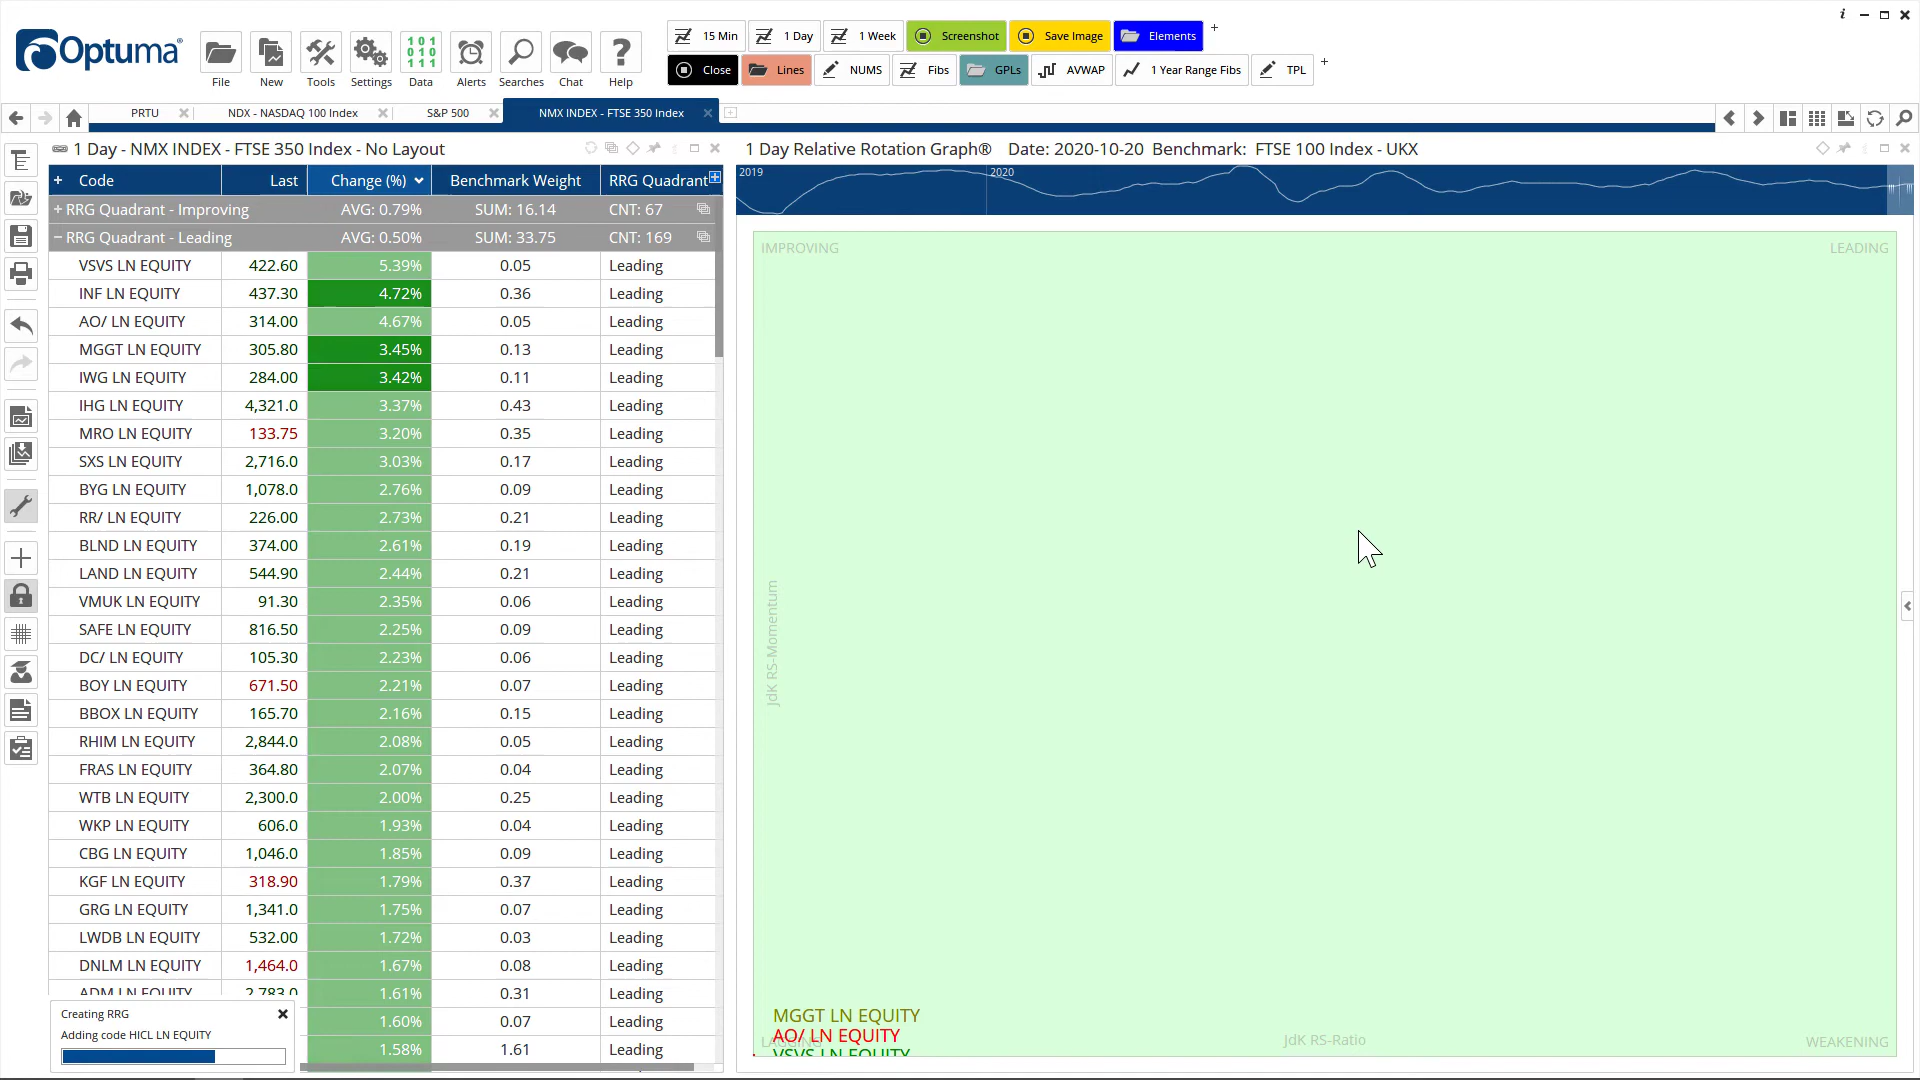 Optuma
File
New
Tools
Settings
Data
Alerts
Searches
Chat
Help
15 Min
1 Day
1 Week
Screenshot
Save Image
Elements
Close
Lines
NUMS
Fibs
GPLs
AVWAP
1 Year Range Fibs
TPL
PRTU
NDX - NASDAQ 100 Index
S&P 500
NMX INDEX - FTSE 350 Index
1 Day - NMX INDEX - FTSE 350 Index - No Layout
+ Code Last Change (%) Benchmark Weight RRG Quadrant
+ RRG Quadrant - Improving AVG: 0.79% SUM: 16.14 CNT: 67
− RRG Quadrant - Leading AVG: 0.50% SUM: 33.75 CNT: 169
VSVS LN EQUITY 422.60 5.39% 0.05 Leading
INF LN EQUITY 437.30 4.72% 0.36 Leading
AO/ LN EQUITY 314.00 4.67% 0.05 Leading
MGGT LN EQUITY 305.80 3.45% 0.13 Leading
IWG LN EQUITY 284.00 3.42% 0.11 Leading
IHG LN EQUITY 4,321.0 3.37% 0.43 Leading
MRO LN EQUITY 133.75 3.20% 0.35 Leading
SXS LN EQUITY 2,716.0 3.03% 0.17 Leading
BYG LN EQUITY 1,078.0 2.76% 0.09 Leading
RR/ LN EQUITY 226.00 2.73% 0.21 Leading
BLND LN EQUITY 374.00 2.61% 0.19 Leading
LAND LN EQUITY 544.90 2.44% 0.21 Leading
VMUK LN EQUITY 91.30 2.35% 0.06 Leading
SAFE LN EQUITY 816.50 2.25% 0.09 Leading
DC/ LN EQUITY 105.30 2.23% 0.06 Leading
BOY LN EQUITY 671.50 2.21% 0.07 Leading
BBOX LN EQUITY 165.70 2.16% 0.15 Leading
RHIM LN EQUITY 2,844.0 2.08% 0.05 Leading
FRAS LN EQUITY 364.80 2.07% 0.04 Leading
WTB LN EQUITY 2,300.0 2.00% 0.25 Leading
WKP LN EQUITY 606.0 1.93% 0.04 Leading
CBG LN EQUITY 1,046.0 1.85% 0.09 Leading
KGF LN EQUITY 318.90 1.79% 0.37 Leading
GRG LN EQUITY 1,341.0 1.75% 0.07 Leading
LWDB LN EQUITY 532.00 1.72% 0.03 Leading
DNLM LN EQUITY 1,464.0 1.67% 0.08 Leading
ADM LN EQUITY 2,783.0 1.61% 0.31 Leading
1.60% 0.07 Leading
1.58% 1.61 Leading
Creating RRG
Adding code HICL LN EQUITY
1 Day Relative Rotation Graph® Date: 2020-10-20 Benchmark: FTSE 100 Index - UKX
2019
2020
IMPROVING
LEADING
JdK RS-Momentum
MGGT LN EQUITY
AO/ LN EQUITY
VSVS LN EQUITY
LAGGING
JdK RS-Ratio
WEAKENING